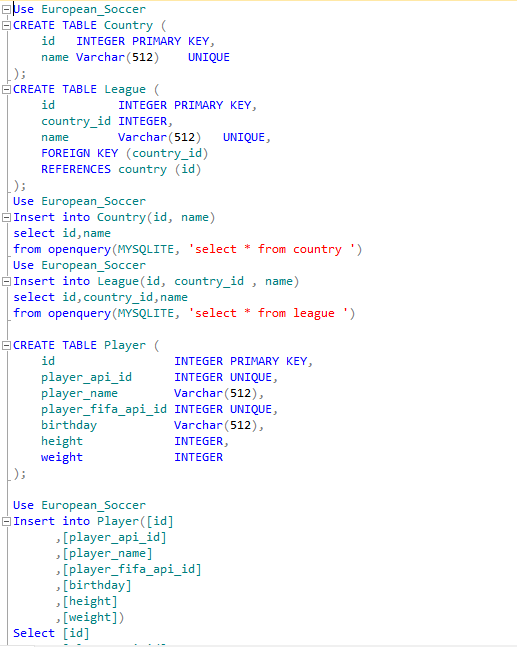 Use European_Soccer
CREATE TABLE Country (
    id   INTEGER PRIMARY KEY,
    name Varchar(512)    UNIQUE
);
CREATE TABLE League (
    id         INTEGER PRIMARY KEY,
    country_id INTEGER,
    name       Varchar(512)   UNIQUE,
    FOREIGN KEY (country_id)
    REFERENCES country (id)
);
Use European_Soccer
Insert into Country(id, name)
select id,name
from openquery(MYSQLITE, 'select * from country ')
Use European_Soccer
Insert into League(id, country_id , name)
select id,country_id,name
from openquery(MYSQLITE, 'select * from league ')
CREATE TABLE Player (
    id                 INTEGER PRIMARY KEY,
    player_api_id      INTEGER UNIQUE,
    player_name        Varchar(512),
    player_fifa_api_id INTEGER UNIQUE,
    birthday           Varchar(512),
    height             INTEGER,
    weight             INTEGER
);
Use European_Soccer
Insert into Player([id]
      ,[player_api_id]
      ,[player_name]
      ,[player_fifa_api_id]
      ,[birthday]
      ,[height]
      ,[weight])
Select [id]